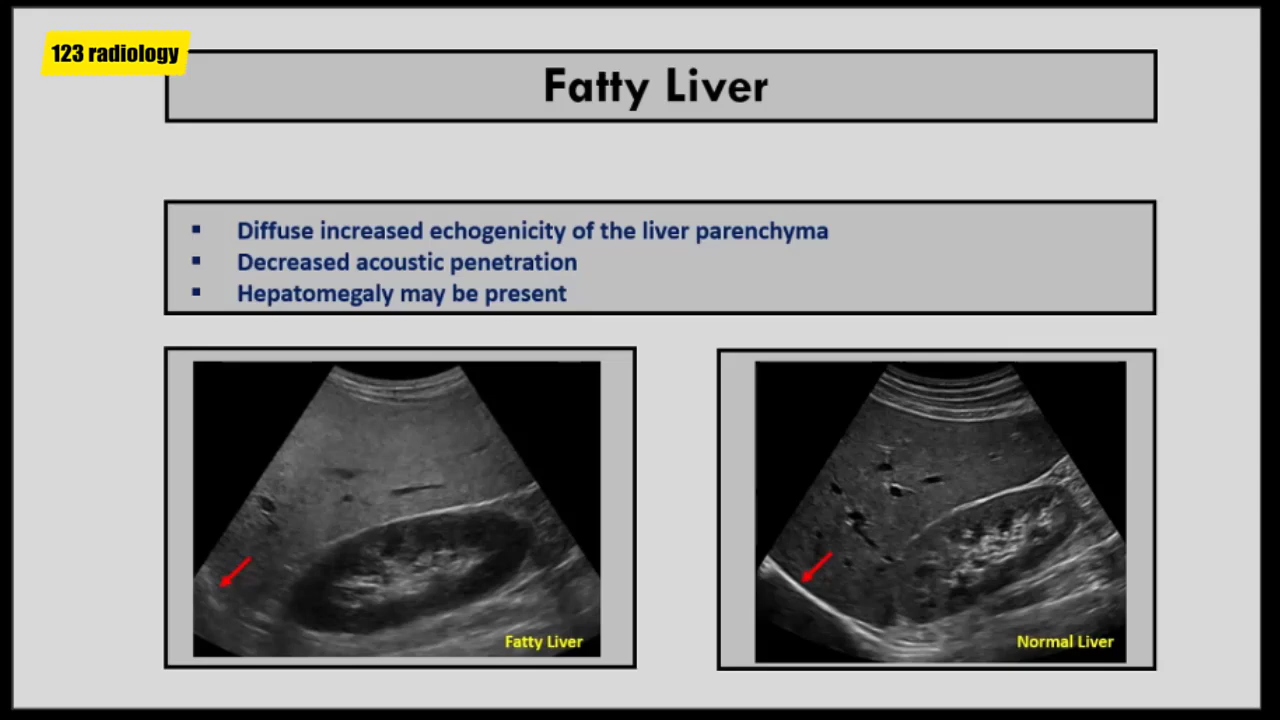 123 radiology
Fatty Liver
▪ Diffuse increased echogenicity of the liver parenchyma
▪ Decreased acoustic penetration
▪ Hepatomegaly may be present
Fatty Liver
Normal Liver